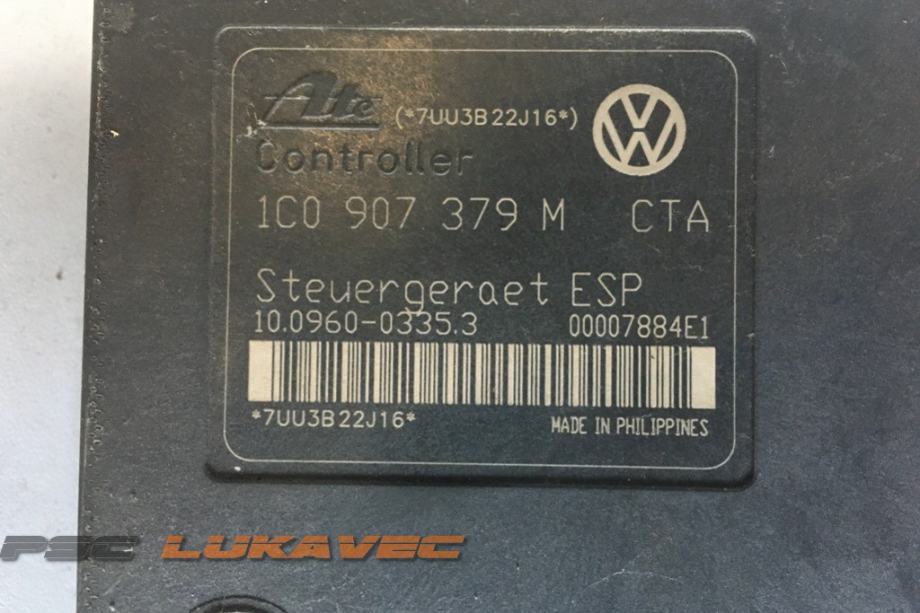 Ate (*7UU3B22J16*)
Controller
1C0 907 379 M CTA
Steuergeraet ESP
10.0960-0335.3 00007884E1
*7UU3B22J16* MADE IN PHILIPPINES
PSC LUKAVEC